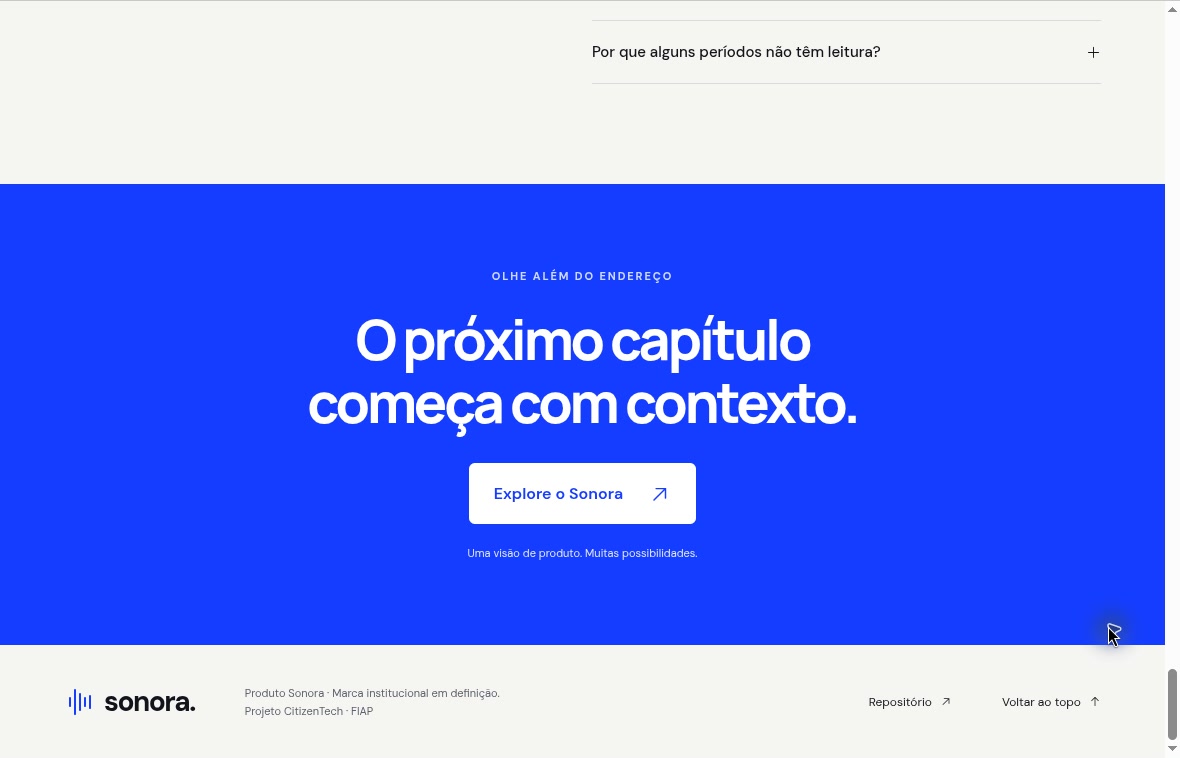 Por que alguns períodos não têm leitura?
OLHE ALÉM DO ENDEREÇO
O próximo capítulo
começa com contexto.
Explore o Sonora
Uma visão de produto. Muitas possibilidades.
sonora.
Produto Sonora · Marca institucional em definição.
Projeto CitizenTech · FIAP
Repositório
Voltar ao topo